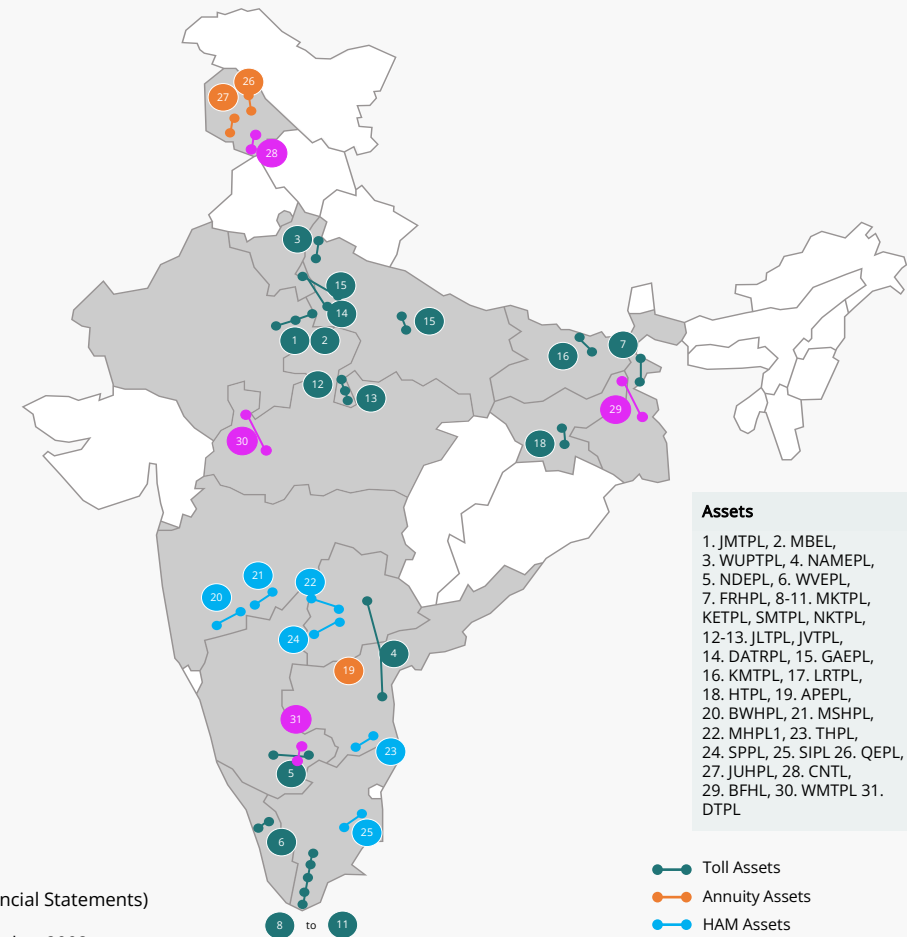 26
27
28
3
15
14
15
1
2
16
7
12
13
29
30
18
Assets
1. JMTPL, 2. MBEL,
3. WUPTPL, 4. NAMEPL,
5. NDEPL, 6. WVEPL,
7. FRHPL, 8-11. MKTPL,
KETPL, SMTPL, NKTPL,
12-13. JLTPL, JVTPL,
14. DATRPL, 15. GAEPL,
16. KMTPL, 17. LRTPL,
18. HTPL, 19. APEPL,
20. BWHPL, 21. MSHPL,
22. MHPL1, 23. THPL,
24. SPPL, 25. SIPL 26. QEPL,
27. JUHPL, 28. CNTL,
29. BFHL, 30. WMTPL 31.
DTPL
21
22
20
24
4
19
31
23
5
25
6
Toll Assets
Annuity Assets
HAM Assets
ncial Statements)
8 to 11